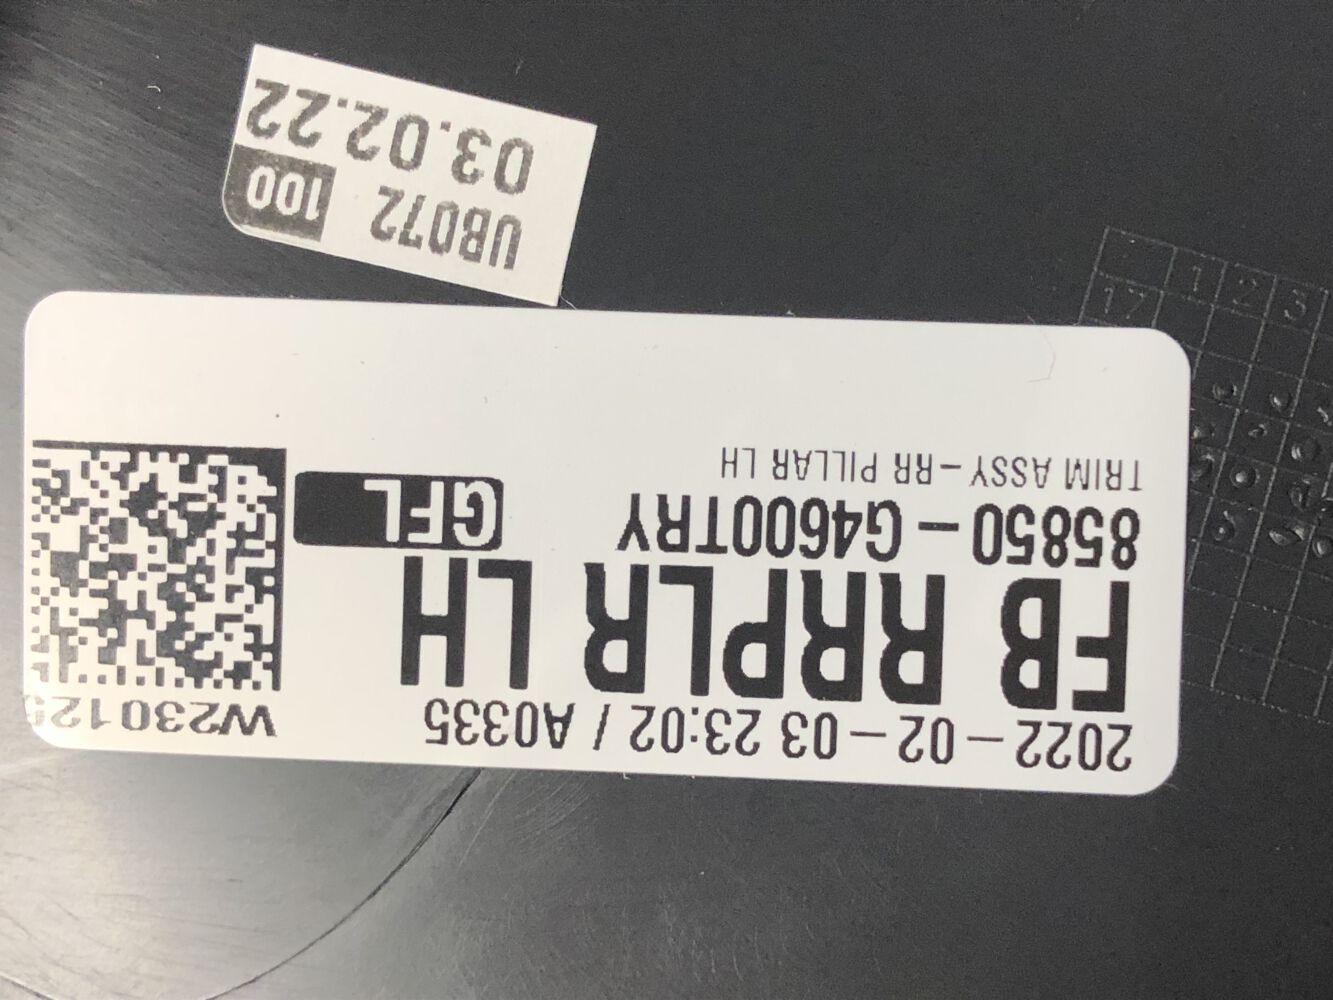 UB072 100
03.02.22
2022-02-03 23:02 / A0335
FB RRPLR LH
85850-G4600TRY
GFL
TRIM ASSY-RR PILLAR LH
1 2 3
17